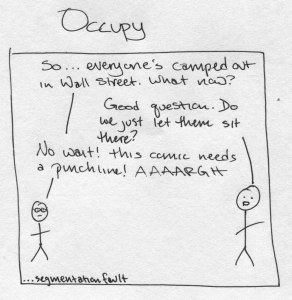 Occupy
So... everyone's camped out
in Wall Street. What now?
Good question. Do
we just let them sit
there?
No wait! this comic needs
a punchline! AAAARGH
...segmentation fault